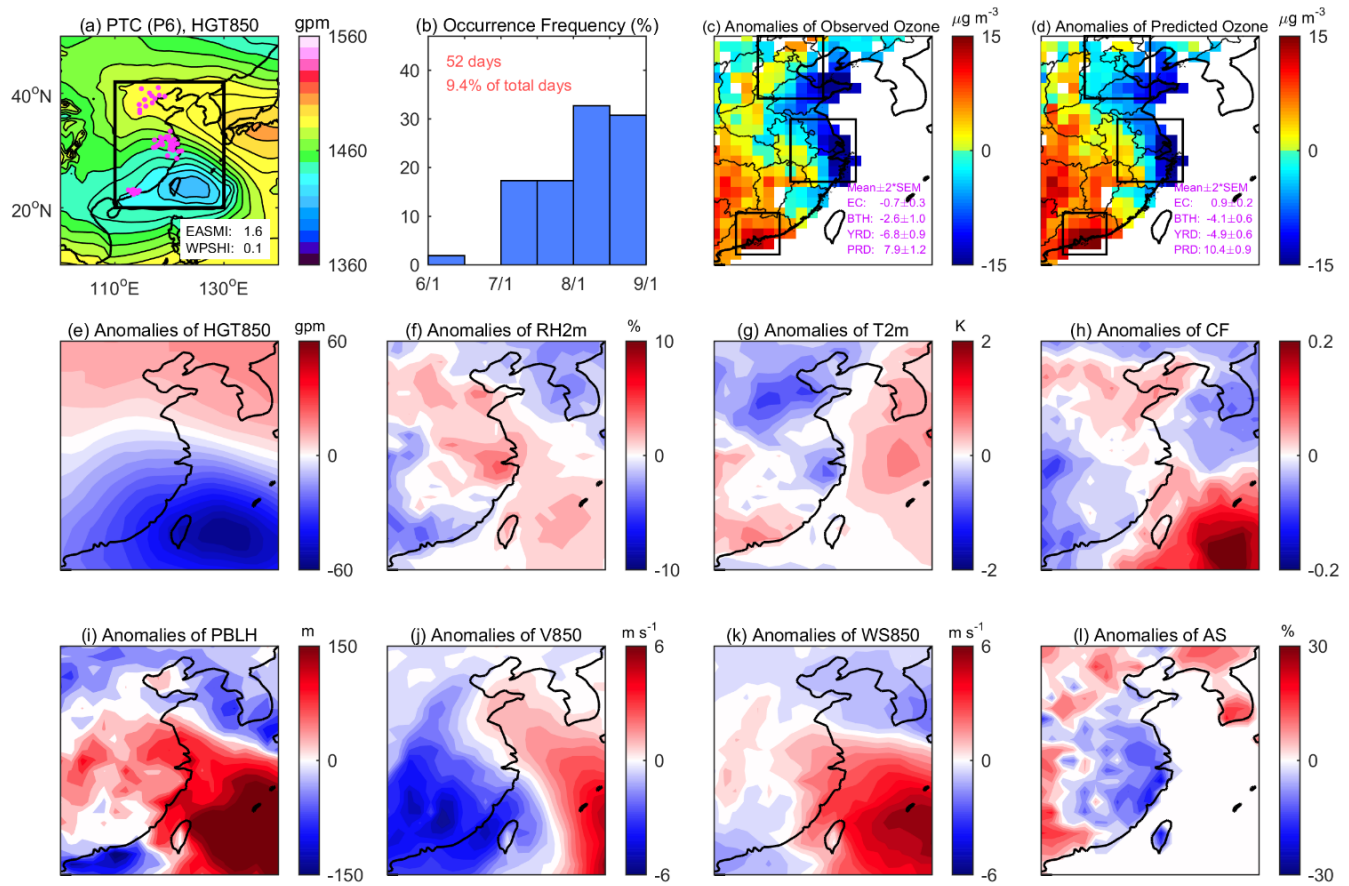 (a) PTC (P6), HGT850
gpm
1560
1460
1360
40°N
20°N
110°E
130°E
EASMI: 1.6
WPSHI: 0.1
(b) Occurrence Frequency (%)
52 days
9.4% of total days
40
30
20
10
0
6/1
7/1
8/1
9/1
(c) Anomalies of Observed Ozone
μg m⁻³
15
0
-15
Mean±2*SEM
EC: -0.7±0.3
BTH: -2.6±1.0
YRD: -6.8±0.9
PRD: 7.9±1.2
(d) Anomalies of Predicted Ozone
μg m⁻³
15
0
-15
Mean±2*SEM
EC: 0.9±0.2
BTH: -4.1±0.6
YRD: -4.9±0.6
PRD: 10.4±0.9
(e) Anomalies of HGT850
gpm
60
0
-60
(f) Anomalies of RH2m
%
10
0
-10
(g) Anomalies of T2m
K
2
0
-2
(h) Anomalies of CF
0.2
0
-0.2
(i) Anomalies of PBLH
m
150
0
-150
(j) Anomalies of V850
m s⁻¹
6
0
-6
(k) Anomalies of WS850
m s⁻¹
6
0
-6
(l) Anomalies of AS
%
30
0
-30